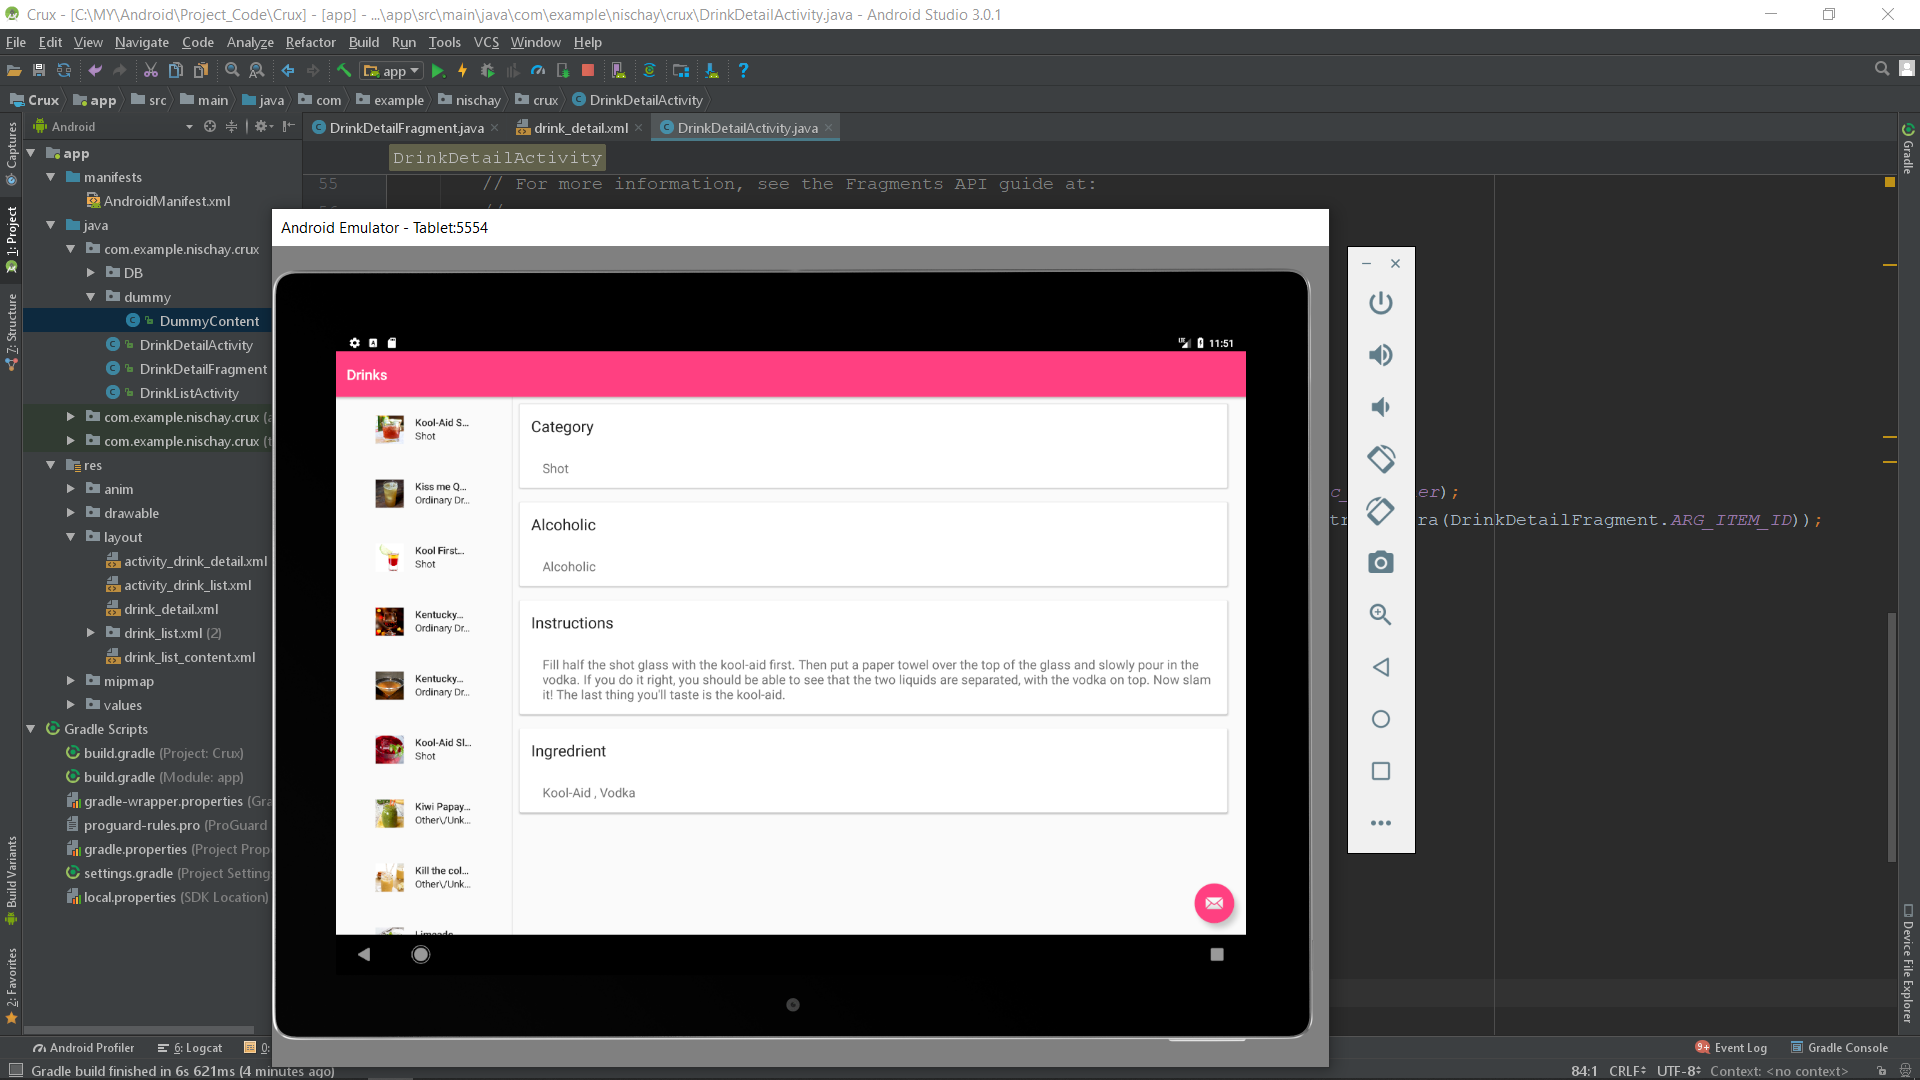 Crux - [C:\MY\Android\Project_Code\Crux] - [app] - ...\app\src\main\java\com\example\nischay\crux\DrinkDetailActivity.java - Android Studio 3.0.1
File Edit View Navigate Code Analyze Refactor Build Run Tools VCS Window Help
app
Crux app src main java com example nischay crux DrinkDetailActivity
Android
DrinkDetailFragment.java drink_detail.xml DrinkDetailActivity.java
DrinkDetailActivity
55 // For more information, see the Fragments API guide at:
//
Captures
1: Project
7: Structure
Build Variants
2: Favorites
app
manifests
AndroidManifest.xml
java
com.example.nischay.crux
DB
dummy
DummyContent
DrinkDetailActivity
DrinkDetailFragment
DrinkListActivity
com.example.nischay.crux (
com.example.nischay.crux (
res
anim
drawable
layout
activity_drink_detail.xml
activity_drink_list.xml
drink_detail.xml
drink_list.xml (2)
drink_list_content.xml
mipmap
values
Gradle Scripts
build.gradle (Project: Crux)
build.gradle (Module: app)
gradle-wrapper.properties (Gra
proguard-rules.pro (ProGuard
gradle.properties (Project Prop
settings.gradle (Project Setting
local.properties (SDK Location)
Android Emulator - Tablet:5554
11:51
Drinks
Kool-Aid S...
Shot
Kiss me Q...
Ordinary Dr...
Kool First...
Shot
Kentucky...
Ordinary Dr...
Kentucky...
Ordinary Dr...
Kool-Aid Sl...
Shot
Kiwi Papay...
Other\/Unk...
Kill the col...
Other\/Unk...
Category
Shot
Alcoholic
Alcoholic
Instructions
Fill half the shot glass with the kool-aid first. Then put a paper towel over the top of the glass and slowly pour in the
vodka. If you do it right, you should be able to see that the two liquids are separated, with the vodka on top. Now slam
it! The last thing you'll taste is the kool-aid.
Ingredrient
Kool-Aid , Vodka
er);
ra(DrinkDetailFragment.ARG_ITEM_ID));
Gradle
Device File Explorer
Android Profiler 6: Logcat 0:
9+ Event Log Gradle Console
Gradle build finished in 6s 621ms (4 minutes ago)
84:1 CRLF UTF-8 Context: <no context>